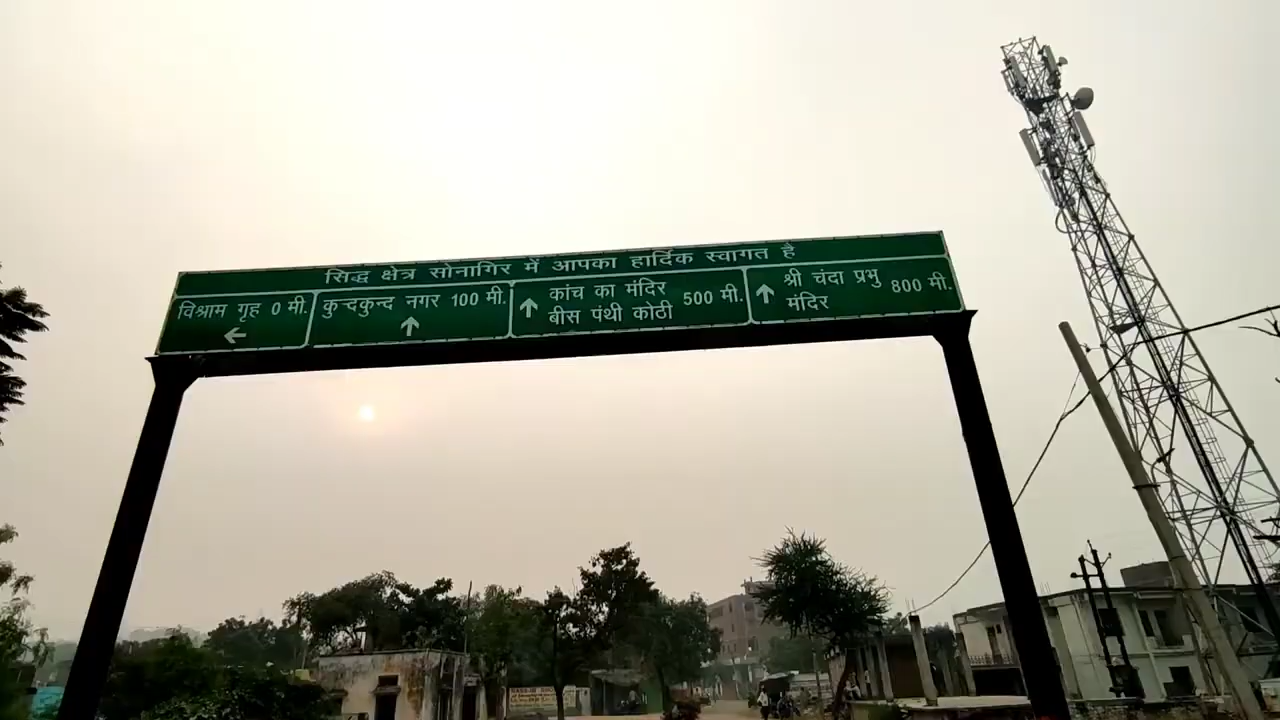 सिद्ध क्षेत्र सोनागिर में आपका हार्दिक स्वागत है
विश्राम गृह 0 मी.
←
कुन्दकुन्द नगर 100 मी.
↑
↑ कांच का मंदिर
बीस पंथी कोठी 500 मी.
↑ श्री चंदा प्रभु
मंदिर 800 मी.